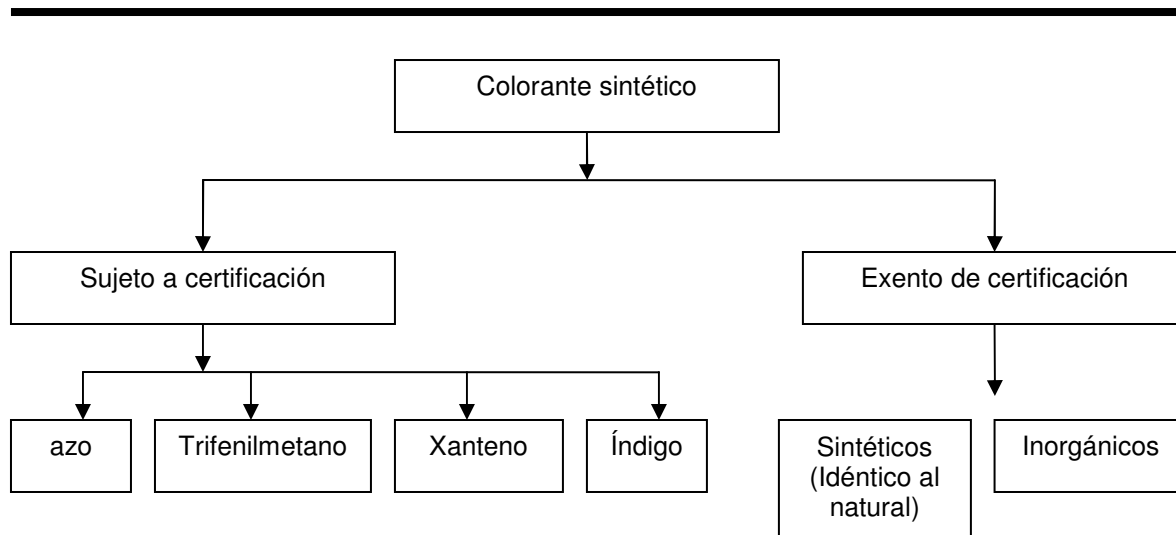 Colorante sintético
Sujeto a certificación
Exento de certificación
azo
Trifenilmetano
Xanteno
Índigo
Sintéticos
(Idéntico al
natural)
Inorgánicos